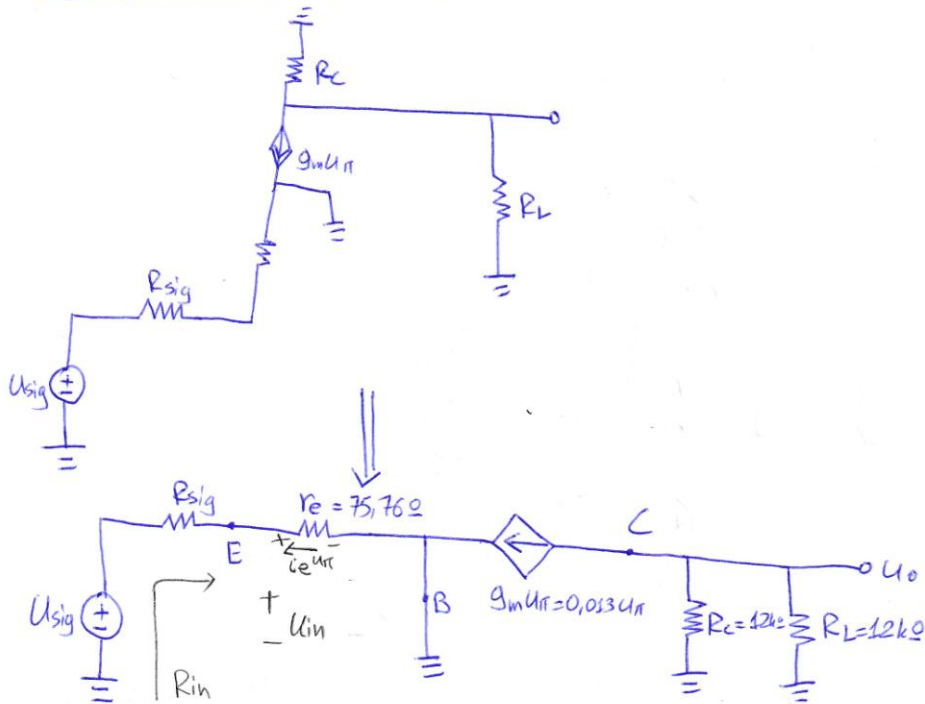 Rc
gmuπ
RL
Rsig
usig
+
-
Rsig
re = 75,76Ω
E
+
-
ie
uπ
C
uo
B
gmuπ=0,013uπ
Rc=12kΩ
RL=12kΩ
usig
+
-
+
-
uin
Rin